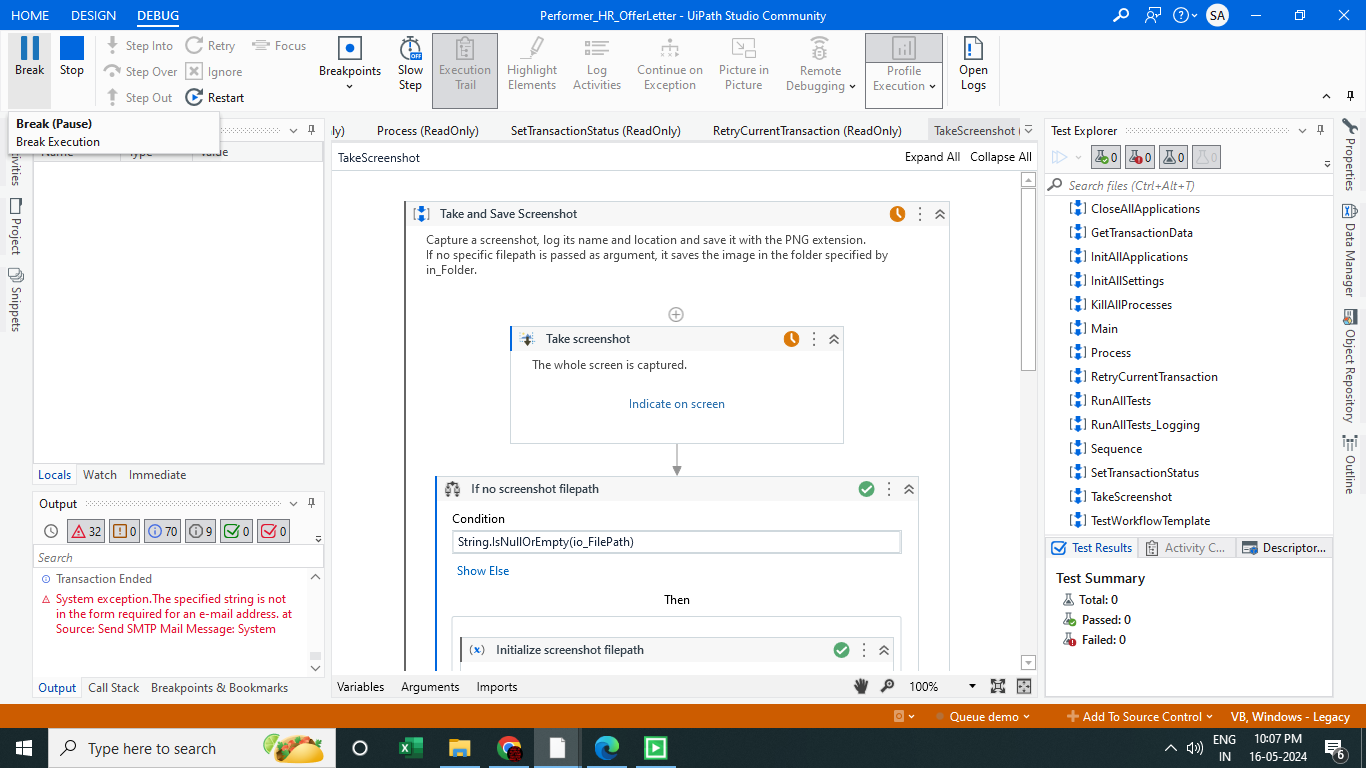 HOME DESIGN DEBUG
Performer_HR_OfferLetter - UiPath Studio Community
SA
Break
Stop
Step Into
Step Over
Step Out
Retry
Ignore
Restart
Focus
Breakpoints
Slow
Step
OFF
Execution
Trail
Highlight
Elements
Log
Activities
Continue on
Exception
Picture in
Picture
Remote
Debugging
Profile
Execution
Open
Logs
Break (Pause)
Break Execution
Name Type Value
Project
Snippets
Locals Watch Immediate
Output
32 0 70 9 0 0
Search
Transaction Ended
System exception.The specified string is not
in the form required for an e-mail address. at
Source: Send SMTP Mail Message: System
Output Call Stack Breakpoints & Bookmarks
Process (ReadOnly) SetTransactionStatus (ReadOnly) RetryCurrentTransaction (ReadOnly) TakeScreenshot
TakeScreenshot
Expand All Collapse All
Take and Save Screenshot
Capture a screenshot, log its name and location and save it with the PNG extension.
If no specific filepath is passed as argument, it saves the image in the folder specified by
in_Folder.
Take screenshot
The whole screen is captured.
Indicate on screen
If no screenshot filepath
Condition
String.IsNullOrEmpty(io_FilePath)
Show Else
Then
(x) Initialize screenshot filepath
Variables Arguments Imports
100%
Test Explorer
0 0 0 0
Search files (Ctrl+Alt+T)
CloseAllApplications
GetTransactionData
InitAllApplications
InitAllSettings
KillAllProcesses
Main
Process
RetryCurrentTransaction
RunAllTests
RunAllTests_Logging
Sequence
SetTransactionStatus
TakeScreenshot
TestWorkflowTemplate
Test Results Activity C... Descriptor...
Test Summary
Total: 0
Passed: 0
Failed: 0
Properties
Data Manager
Object Repository
Outline
Queue demo
Add To Source Control
VB, Windows - Legacy
Type here to search
ENG
IN
10:07 PM
16-05-2024
6